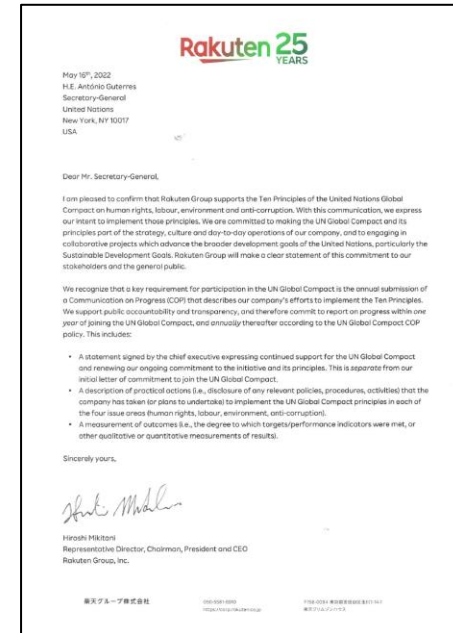 Rakuten 25
YEARS
May 16th, 2022
H.E. António Guterres
Secretary-General
United Nations
New York, NY 10017
USA
Dear Mr. Secretary-General,
I am pleased to confirm that Rakuten Group supports the Ten Principles of the United Nations Global
Compact on human rights, labour, environment and anti-corruption. With this communication, we express
our intent to implement those principles. We are committed to making the UN Global Compact and its
principles part of the strategy, culture and day-to-day operations of our company, and to engaging in
collaborative projects which advance the broader development goals of the United Nations, particularly the
Sustainable Development Goals. Rakuten Group will make a clear statement of this commitment to our
stakeholders and the general public.
We recognize that a key requirement for participation in the UN Global Compact is the annual submission of
a Communication on Progress (COP) that describes our company's efforts to implement the Ten Principles.
We support public accountability and transparency, and therefore commit to report on progress within one
year of joining the UN Global Compact, and annually thereafter according to the UN Global Compact COP
policy. This includes:
• A statement signed by the chief executive expressing continued support for the UN Global Compact
and renewing our ongoing commitment to the initiative and its principles. This is separate from our
initial letter of commitment to join the UN Global Compact.
• A description of practical actions (i.e., disclosure of any relevant policies, procedures, activities) that the
company has taken (or plans to undertake) to implement the UN Global Compact principles in each of
the four issue areas (human rights, labour, environment, anti-corruption).
• A measurement of outcomes (i.e., the degree to which targets/performance indicators were met, or
other qualitative or quantitative measurements of results).
Sincerely yours,
Hiroshi Mikitani
Representative Director, Chairman, President and CEO
Rakuten Group, Inc.
楽天グループ株式会社